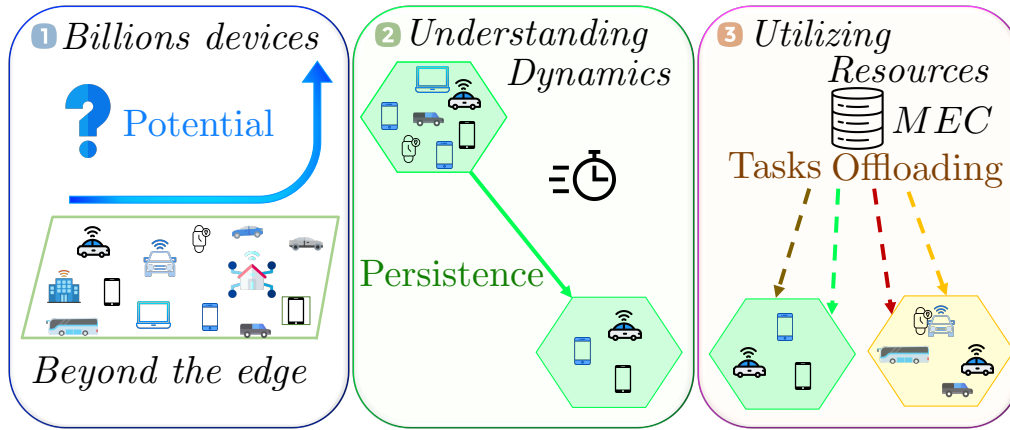 1 Billions devices
Potential
Beyond the edge
2 Understanding
Dynamics
Persistence
3 Utilizing
Resources
MEC
Tasks Offloading